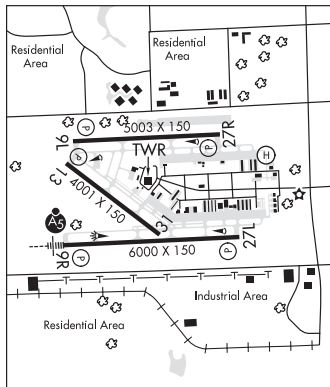 Residential
Area
Residential
Area
5003 X 150
9L
27R
P
P
TWR
P
H
13
4001 X 150
31
A5
6000 X 150
9R
27L
P
P
Industrial Area
Residential Area